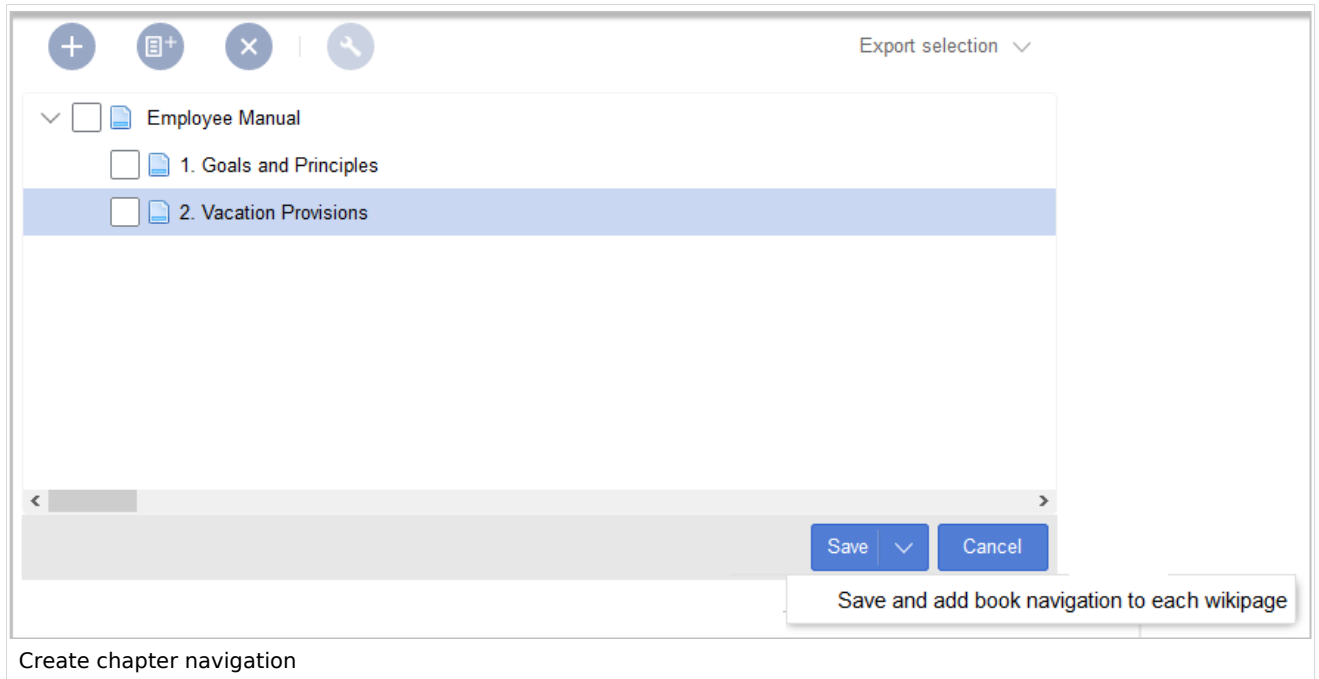 Export selection
Employee Manual
1. Goals and Principles
2. Vacation Provisions
Save
Cancel
Save and add book navigation to each wikipage
Create chapter navigation